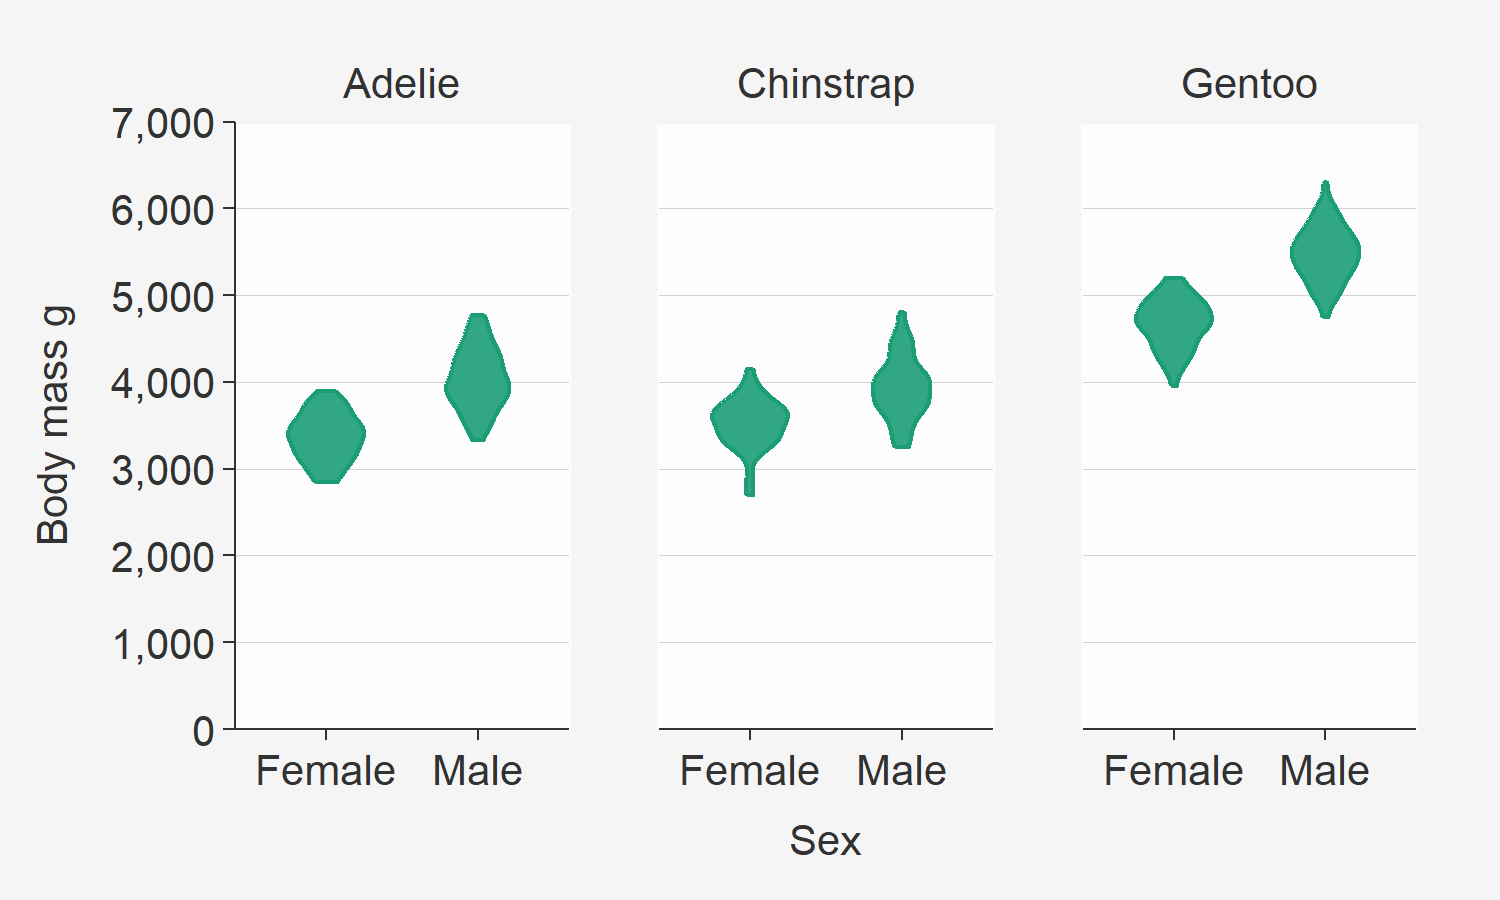 Adelie
Chinstrap
Gentoo
7,000
6,000
5,000
4,000
3,000
2,000
1,000
0
Body mass g
Female Male
Female Male
Female Male
Sex